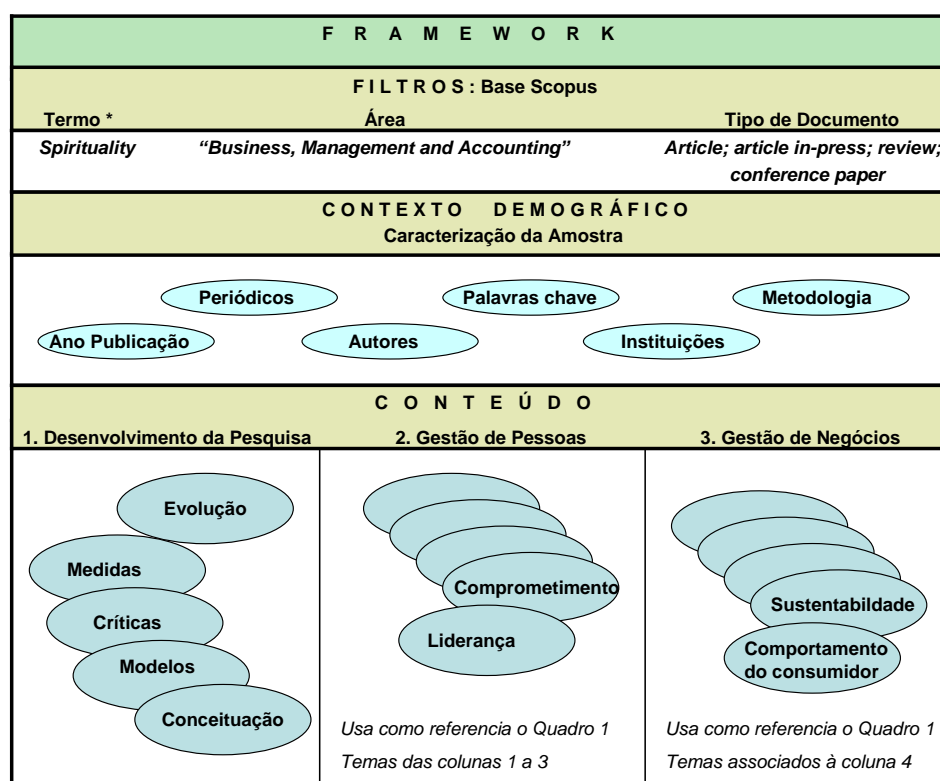 F R A M E W O R K
F I L T R O S : Base Scopus
Termo * Área Tipo de Documento
Spirituality “Business, Management and Accounting” Article; article in-press; review;
conference paper
C O N T E X T O D E M O G R Á F I C O
Caracterização da Amostra
Periódicos Palavras chave Metodologia
Ano Publicação Autores Instituições
C O N T E Ú D O
1. Desenvolvimento da Pesquisa 2. Gestão de Pessoas 3. Gestão de Negócios
Evolução
Medidas
Críticas
Modelos
Conceituação
Comprometimento
Liderança
Usa como referencia o Quadro 1
Temas das colunas 1 a 3
Sustentabildade
Comportamento
do consumidor
Usa como referencia o Quadro 1
Temas associados à coluna 4